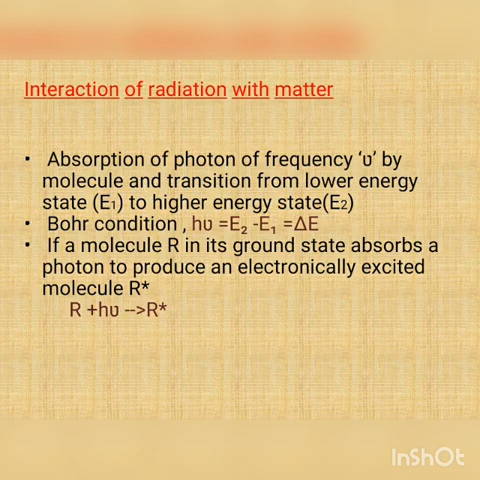 Interaction of radiation with matter
• Absorption of photon of frequency ‘ʋ’ by
molecule and transition from lower energy
state (E₁) to higher energy state(E₂)
• Bohr condition , hʋ =E₂ -E₁ =ΔE
• If a molecule R in its ground state absorbs a
photon to produce an electronically excited
molecule R*
R +hʋ -->R*
InShOt